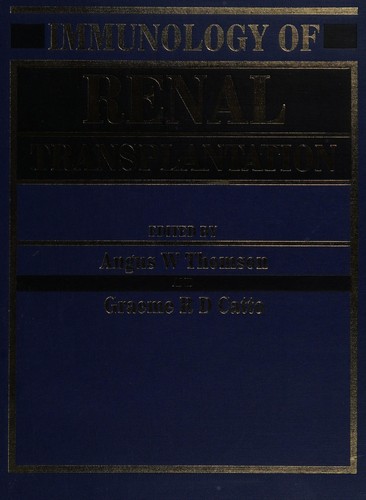 IMMUNOLOGY OF
RENAL
TRANSPLANTATION
EDITED BY
Angus W Thomson
AND
Graeme R D Catto